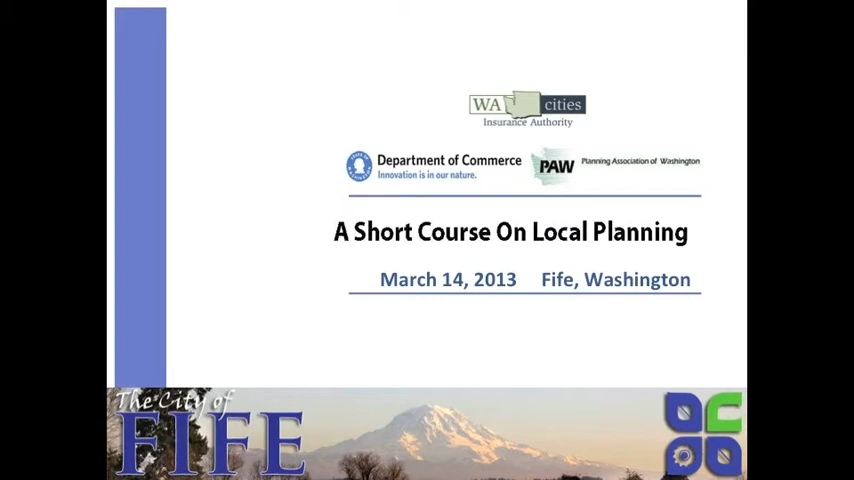 WA cities
Insurance Authority
Department of Commerce
Innovation is in our nature.
PAW Planning Association of Washington
A Short Course On Local Planning
March 14, 2013 Fife, Washington
The City of
FIFE